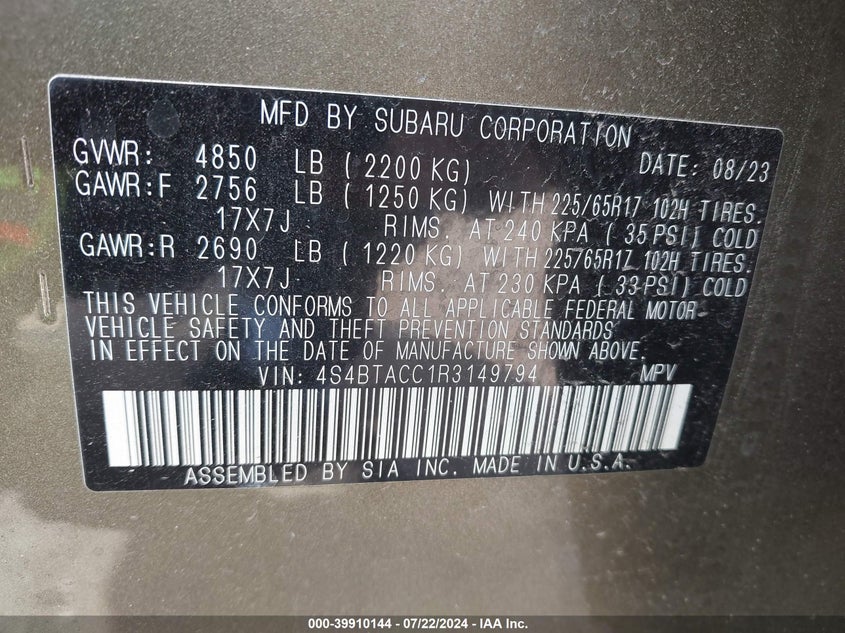 MFD BY SUBARU CORPORATION
GVWR: 4850 LB ( 2200 KG) DATE: 08/23
GAWR:F 2756 LB ( 1250 KG) WITH 225/65R17 102H TIRES.
17X7J RIMS. AT 240 KPA ( 35 PSI) COLD
GAWR:R 2690 LB ( 1220 KG) WITH 225/65R17 102H TIRES.
17X7J RIMS. AT 230 KPA ( 33 PSI) COLD
THIS VEHICLE CONFORMS TO ALL APPLICABLE FEDERAL MOTOR
VEHICLE SAFETY AND THEFT PREVENTION STANDARDS
IN EFFECT ON THE DATE OF MANUFACTURE SHOWN ABOVE.
VIN: 4S4BTACC1R3149794 MPV
ASSEMBLED BY SIA INC. MADE IN U.S.A.
000-39910144 - 07/22/2024 - IAA Inc.